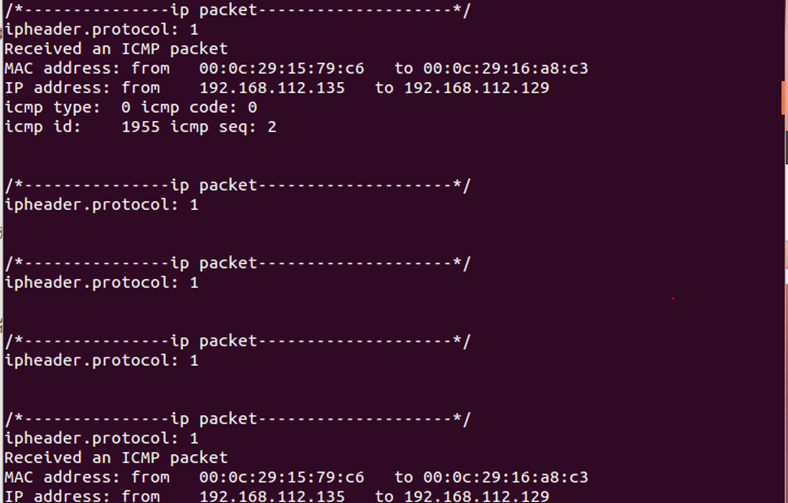 /*---------------ip packet--------------------*/
ipheader.protocol: 1
Received an ICMP packet
MAC address: from   00:0c:29:15:79:c6   to 00:0c:29:16:a8:c3
IP address: from    192.168.112.135   to 192.168.112.129
icmp type:  0 icmp code: 0
icmp id:    1955 icmp seq: 2
/*---------------ip packet--------------------*/
ipheader.protocol: 1
/*---------------ip packet--------------------*/
ipheader.protocol: 1
/*---------------ip packet--------------------*/
ipheader.protocol: 1
/*---------------ip packet--------------------*/
ipheader.protocol: 1
Received an ICMP packet
MAC address: from   00:0c:29:15:79:c6   to 00:0c:29:16:a8:c3
IP address: from    192.168.112.135   to 192.168.112.129